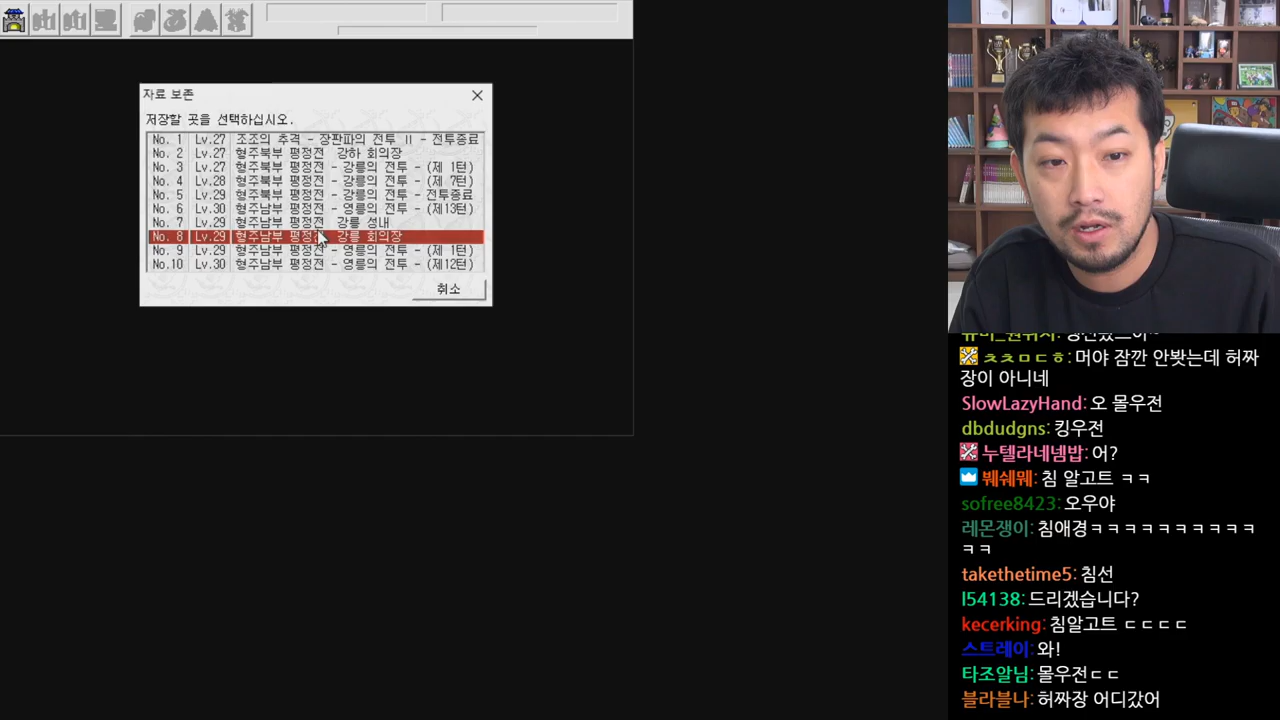 자료 보존
저장할 곳을 선택하십시오.
No. 1 Lv.27 조조의 추격 - 장판파의 전투 Ⅱ - 전투종료
No. 2 Lv.27 형주북부 평정전 강하 회의장
No. 3 Lv.27 형주북부 평정전 - 강릉의 전투 - (제 1턴)
No. 4 Lv.28 형주북부 평정전 - 강릉의 전투 - (제 7턴)
No. 5 Lv.29 형주북부 평정전 - 강릉의 전투 - 전투종료
No. 6 Lv.30 형주남부 평정전 - 영릉의 전투 - (제13턴)
No. 7 Lv.29 형주남부 평정전 강릉 성내
No. 8 Lv.29 형주남부 평정전 강릉 회의장
No. 9 Lv.29 형주남부 평정전 - 영릉의 전투 - (제 1턴)
No.10 Lv.30 형주남부 평정전 - 영릉의 전투 - (제12턴)
취소
ㅊㅊㅁㄷㅎ: 머야 잠깐 안봣는데 허짜
장이 아니네
SlowLazyHand: 오 몰우전
dbdudgns: 킹우전
누텔라네넴밥: 어?
붸쉐뭬: 침 알고트 ㅋㅋ
sofree8423: 오우야
레몬쟁이: 침애경ㅋㅋㅋㅋㅋㅋㅋㅋㅋㅋ
ㅋㅋ
takethetime5: 침선
l54138: 드리겠습니다?
kecerking: 침알고트 ㄷㄷㄷㄷ
스트레이: 와!
타조알님: 몰우전ㄷㄷ
블라블나: 허짜장 어디갔어